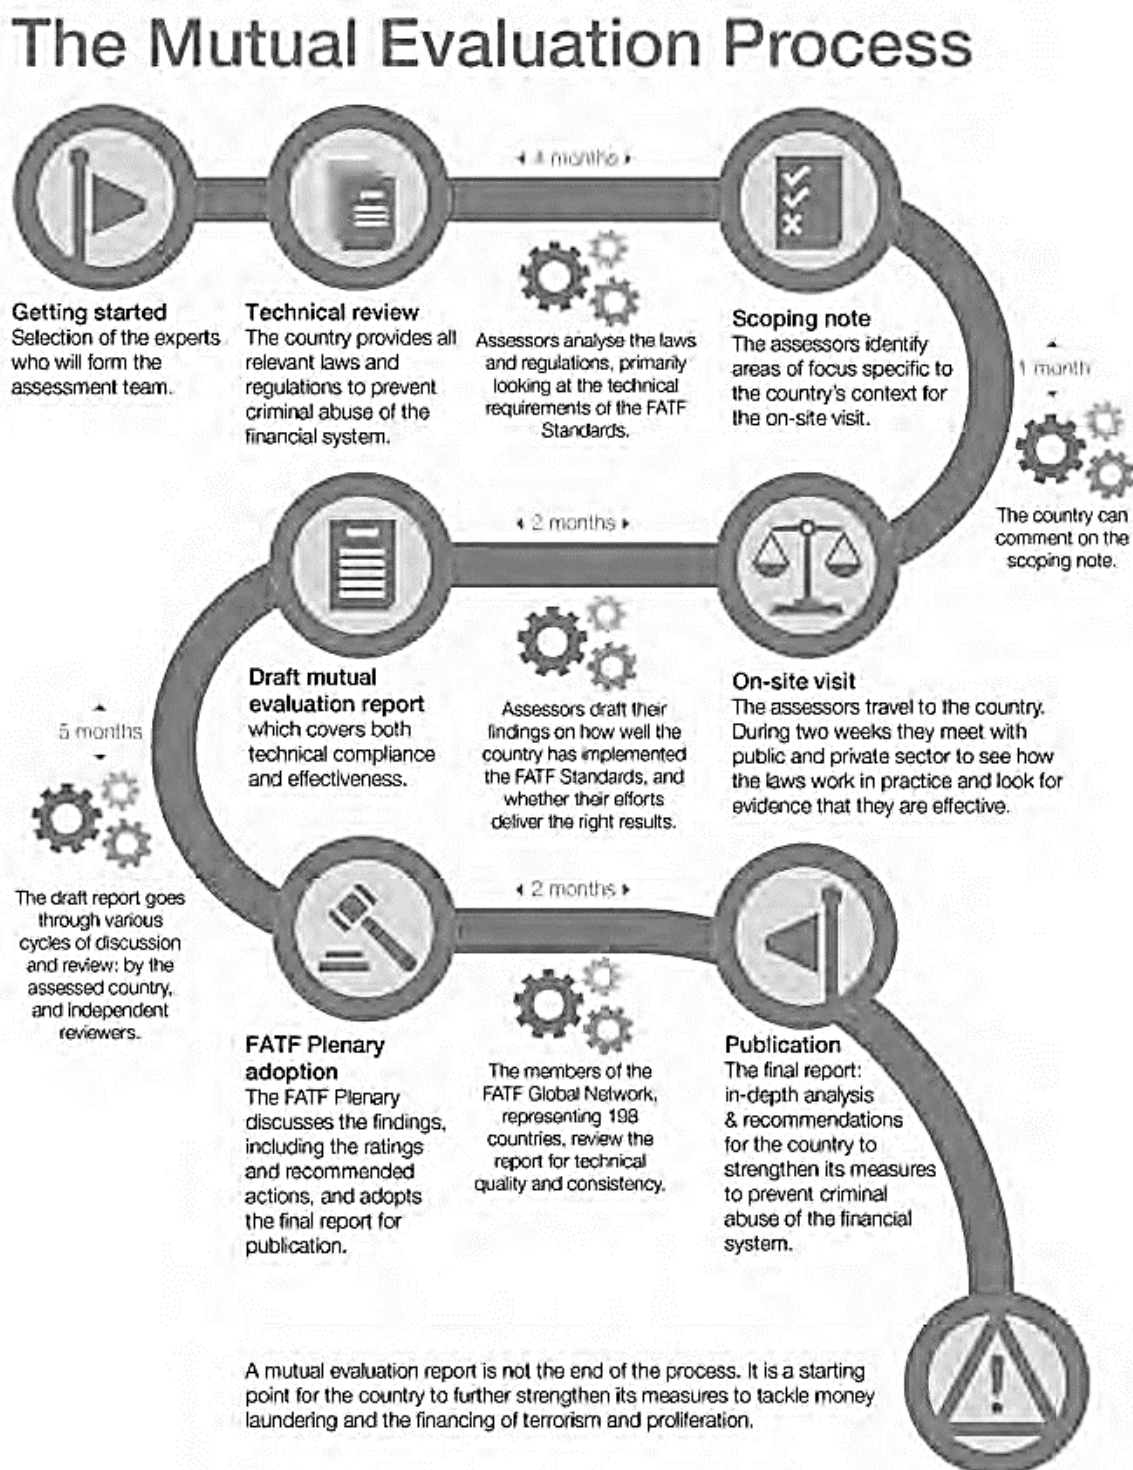 The Mutual Evaluation Process
4 months
Getting started
Selection of the experts
who will form the
assessment team.
Technical review
The country provides all
relevant laws and
regulations to prevent
criminal abuse of the
financial system.
Assessors analyse the laws
and regulations, primarily
looking at the technical
requirements of the FATF
Standards.
Scoping note
The assessors identify
areas of focus specific to
the country's context for
the on-site visit.
1 month
The country can
comment on the
scoping note.
2 months
On-site visit
The assessors travel to the country.
During two weeks they meet with
public and private sector to see how
the laws work in practice and look for
evidence that they are effective.
Assessors draft their
findings on how well the
country has implemented
the FATF Standards, and
whether their efforts
deliver the right results.
Draft mutual
evaluation report
which covers both
technical compliance
and effectiveness.
5 months
The draft report goes
through various
cycles of discussion
and review: by the
assessed country,
and independent
reviewers.
2 months
FATF Plenary
adoption
The FATF Plenary
discusses the findings,
including the ratings
and recommended
actions, and adopts
the final report for
publication.
The members of the
FATF Global Network,
representing 198
countries, review the
report for technical
quality and consistency.
Publication
The final report:
in-depth analysis
& recommendations
for the country to
strengthen its measures
to prevent criminal
abuse of the financial
system.
A mutual evaluation report is not the end of the process. It is a starting
point for the country to further strengthen its measures to tackle money
laundering and the financing of terrorism and proliferation.